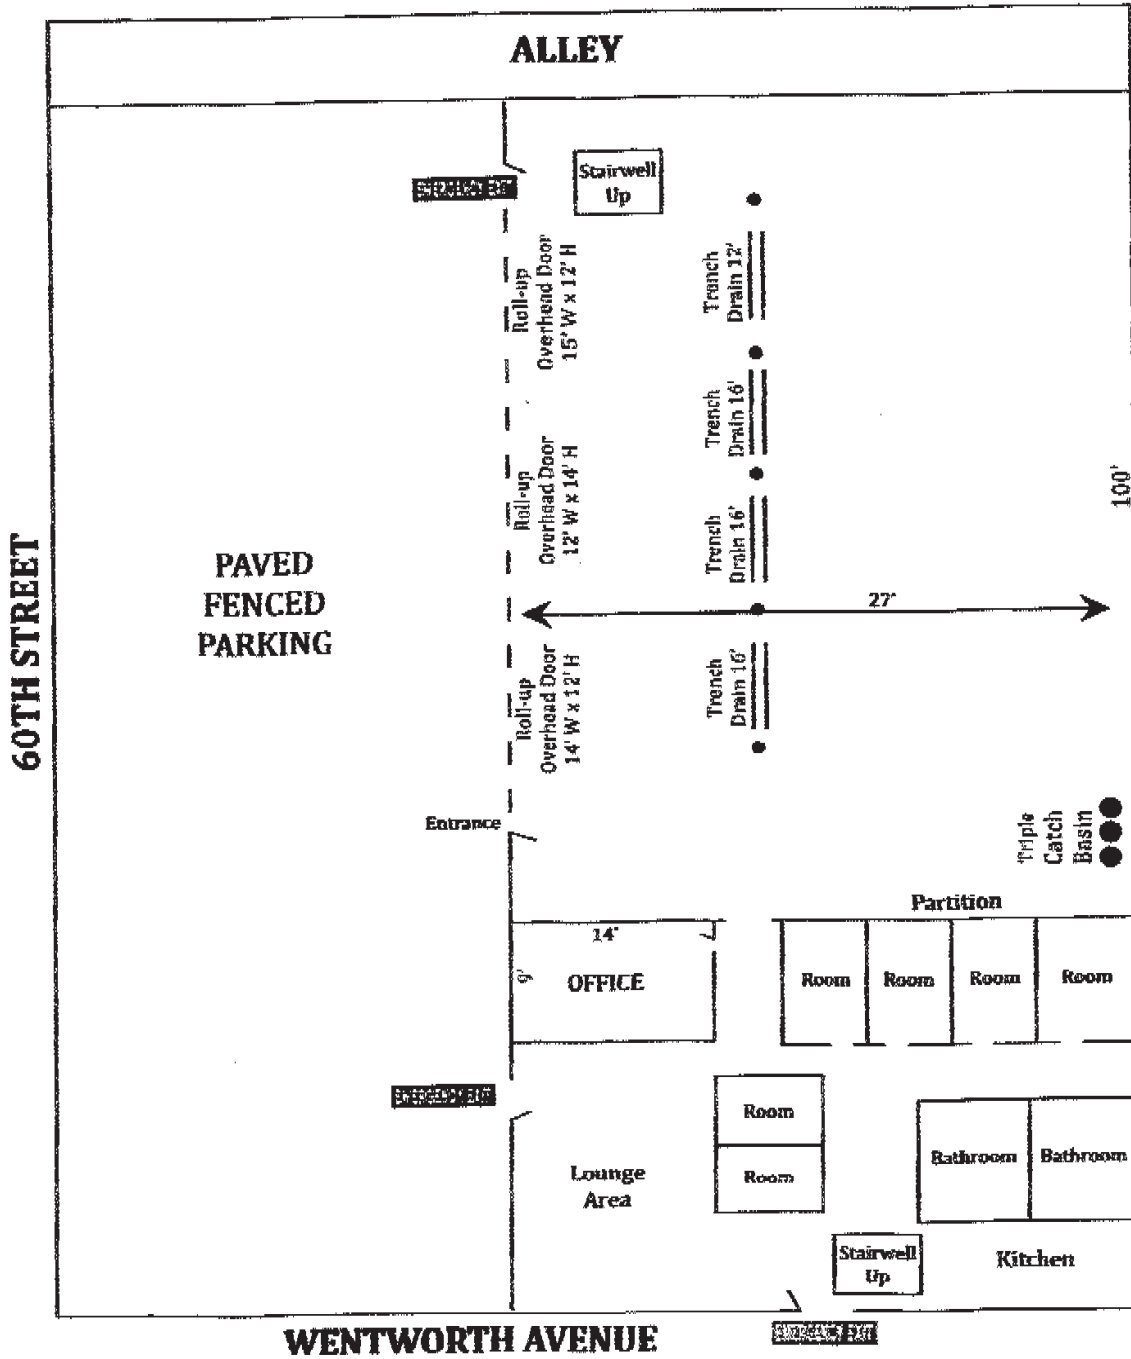 ALLEY
Stairwell
Up
Roll-up
Overhead Door
15' W x 12' H
Trench
Drain 12'
Trench
Drain 16'
Roll-up
Overhead Door
12' W x 14' H
Trench
Drain 16'
100'
60TH STREET
PAVED
FENCED
PARKING
27'
Roll-up
Overhead Door
14' W x 12' H
Trench
Drain 16'
Entrance
Triple
Catch
Basin
Partition
14'
9'
OFFICE
Room
Room
Room
Room
Room
Room
Lounge
Area
Bathroom
Bathroom
Stairwell
Up
Kitchen
WENTWORTH AVENUE